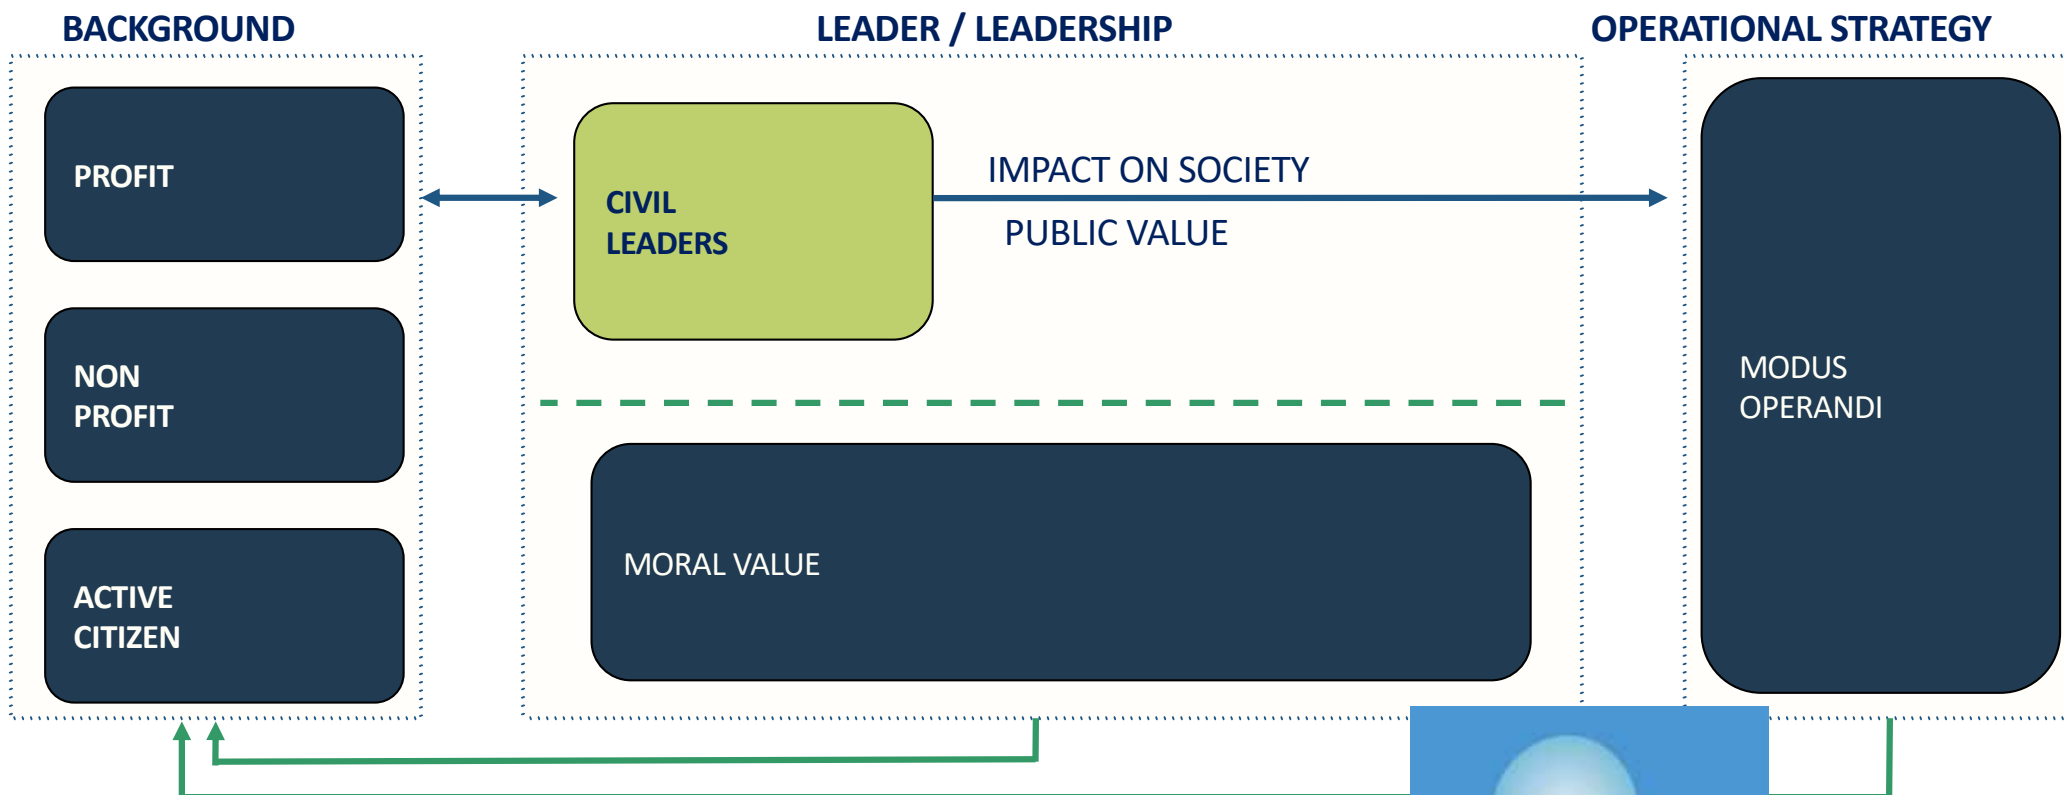 BACKGROUND
LEADER / LEADERSHIP
OPERATIONAL STRATEGY
PROFIT
NON
PROFIT
ACTIVE
CITIZEN
CIVIL
LEADERS
IMPACT ON SOCIETY
PUBLIC VALUE
MORAL VALUE
MODUS
OPERANDI